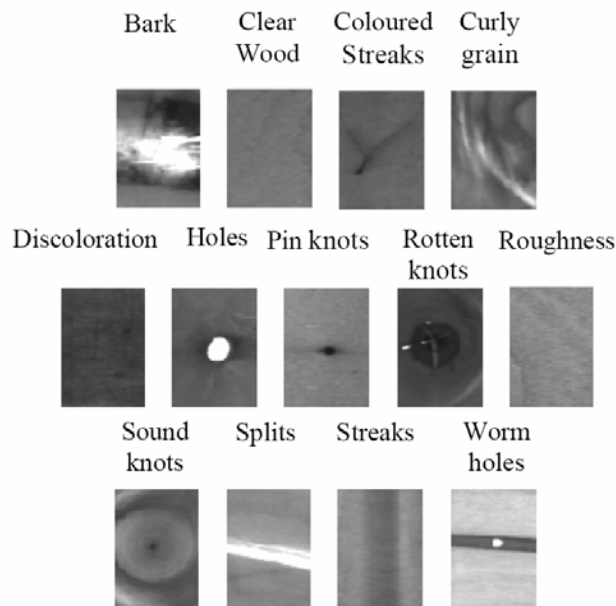 Bark
Clear
Wood
Coloured
Streaks
Curly
grain
Discoloration
Holes
Pin knots
Rotten
knots
Roughness
Sound
knots
Splits
Streaks
Worm
holes